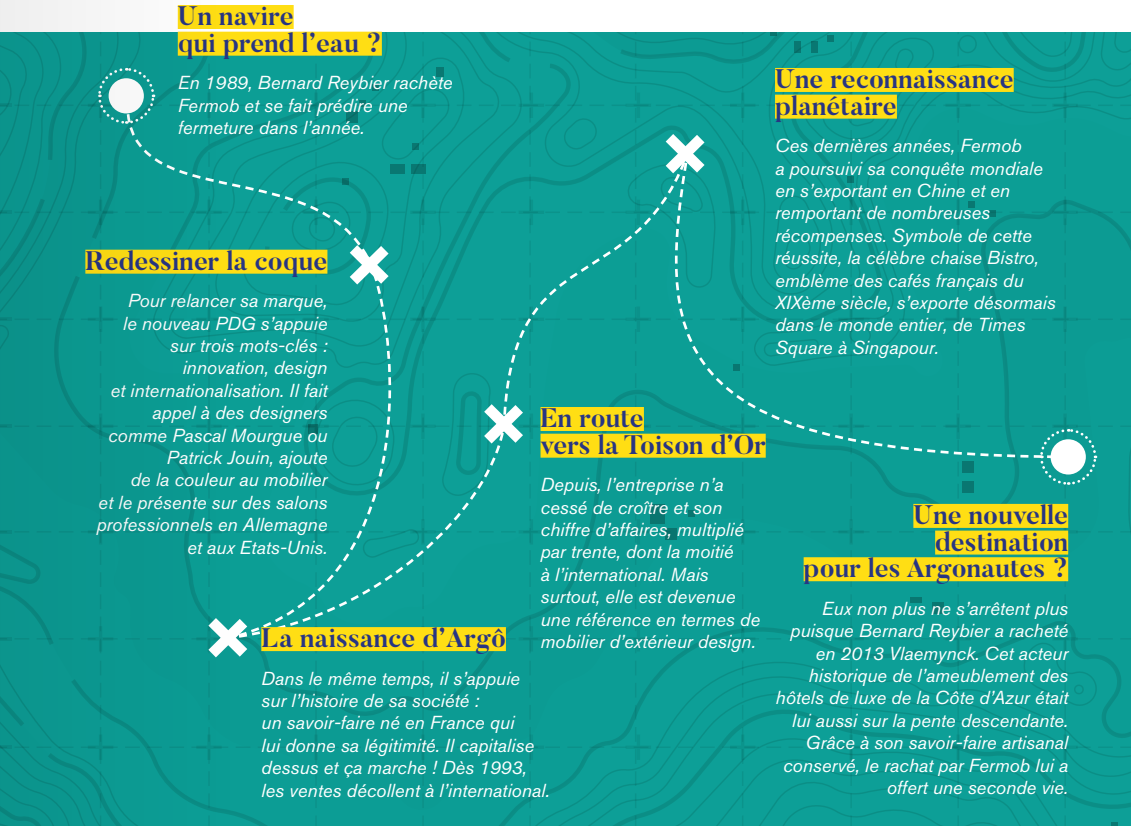 Un navire
qui prend l'eau ?
En 1989, Bernard Reybier rachète
Fermob et se fait prédire une
fermeture dans l'année.
Redessiner la coque
Pour relancer sa marque,
le nouveau PDG s'appuie
sur trois mots-clés :
innovation, design
et internationalisation. Il fait
appel à des designers
comme Pascal Mourgue ou
Patrick Jouin, ajoute
de la couleur au mobilier
et le présente sur des salons
professionnels en Allemagne
et aux Etats-Unis.
La naissance d'Argô
Dans le même temps, il s'appuie
sur l'histoire de sa société :
un savoir-faire né en France qui
lui donne sa légitimité. Il capitalise
dessus et ça marche ! Dès 1993,
les ventes décollent à l'international.
En route
vers la Toison d'Or
Depuis, l'entreprise n'a
cessé de croître et son
chiffre d'affaires, multiplié
par trente, dont la moitié
à l'international. Mais
surtout, elle est devenue
une référence en termes de
mobilier d'extérieur design.
Une reconnaissance
planétaire
Ces dernières années, Fermob
a poursuivi sa conquête mondiale
en s'exportant en Chine et en
remportant de nombreuses
récompenses. Symbole de cette
réussite, la célèbre chaise Bistro,
emblème des cafés français du
XIXème siècle, s'exporte désormais
dans le monde entier, de Times
Square à Singapour.
Une nouvelle
destination
pour les Argonautes ?
Eux non plus ne s'arrêtent plus
puisque Bernard Reybier a racheté
en 2013 Vlaemynck. Cet acteur
historique de l'ameublement des
hôtels de luxe de la Côte d'Azur était
lui aussi sur la pente descendante.
Grâce à son savoir-faire artisanal
conservé, le rachat par Fermob lui a
offert une seconde vie.